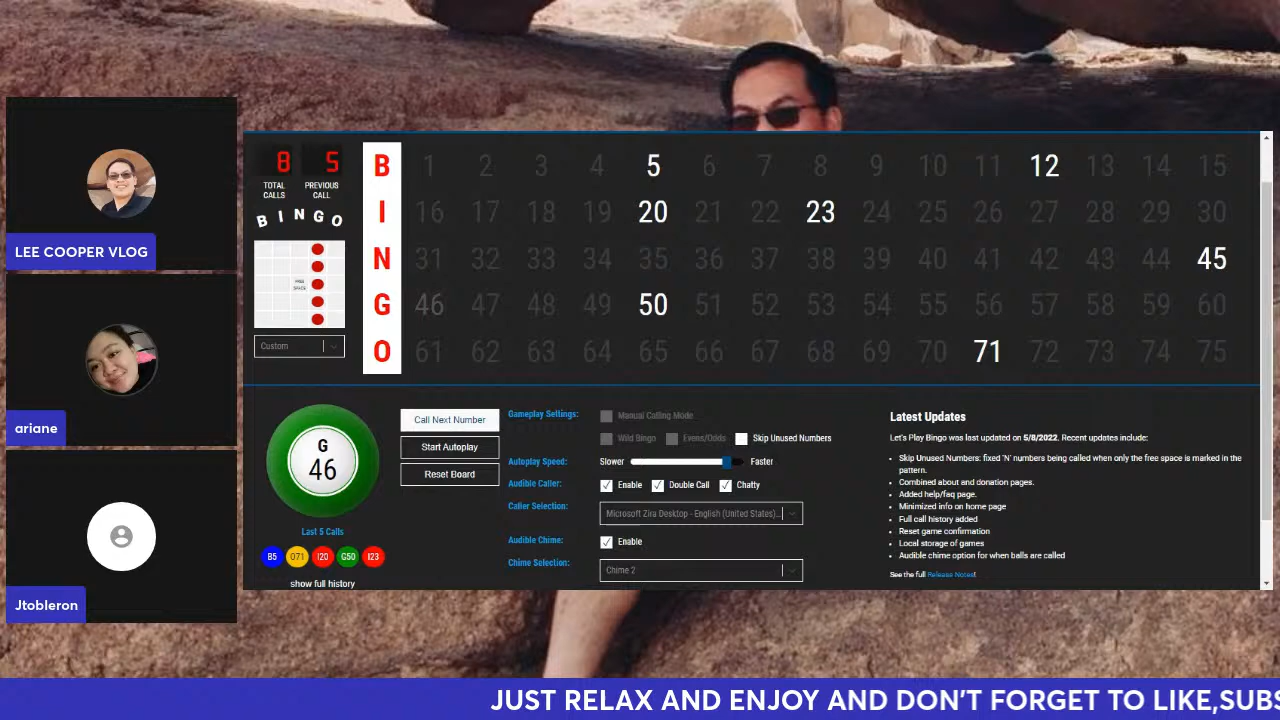 LEE COOPER VLOG
ariane
Jtobleron
8 5
TOTAL CALLS PREVIOUS CALL
B I N G O
FREE SPACE
Custom
B 1 2 3 4 5 6 7 8 9 10 11 12 13 14 15
I 16 17 18 19 20 21 22 23 24 25 26 27 28 29 30
N 31 32 33 34 35 36 37 38 39 40 41 42 43 44 45
G 46 47 48 49 50 51 52 53 54 55 56 57 58 59 60
O 61 62 63 64 65 66 67 68 69 70 71 72 73 74 75
G
46
Last 5 Calls
B5 O71 I20 G50 I23
show full history
Call Next Number
Start Autoplay
Reset Board
Gameplay Settings: Manual Calling Mode
Wild Bingo Evens/Odds Skip Unused Numbers
Autoplay Speed: Slower Faster
Audible Caller: Enable Double Call Chatty
Caller Selection: Microsoft Zira Desktop - English (United States)...
Audible Chime: Enable
Chime Selection: Chime 2
Latest Updates
Let's Play Bingo was last updated on 5/8/2022. Recent updates include:
Skip Unused Numbers: fixed 'N' numbers being called when only the free space is marked in the
pattern.
Combined about and donation pages.
Added help/faq page.
Minimized info on home page
Full call history added
Reset game confirmation
Local storage of games
Audible chime option for when balls are called
See the full Release Notes!
JUST RELAX AND ENJOY AND DON'T FORGET TO LIKE,SUBS